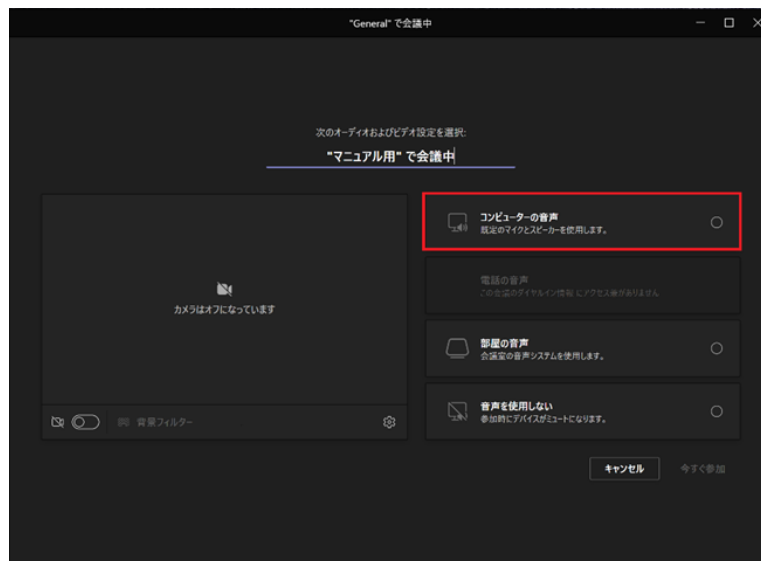 "General" で会議中
次のオーディオおよびビデオ設定を選択:
"マニュアル用" で会議中
コンピューターの音声
既定のマイクとスピーカーを使用します。
電話の音声
この会議のダイヤルイン情報 にアクセス権がありません
カメラはオフになっています
部屋の音声
会議室の音声システムを使用します。
音声を使用しない
参加時にデバイスがミュートになります。
背景フィルター
キャンセル
今すぐ参加